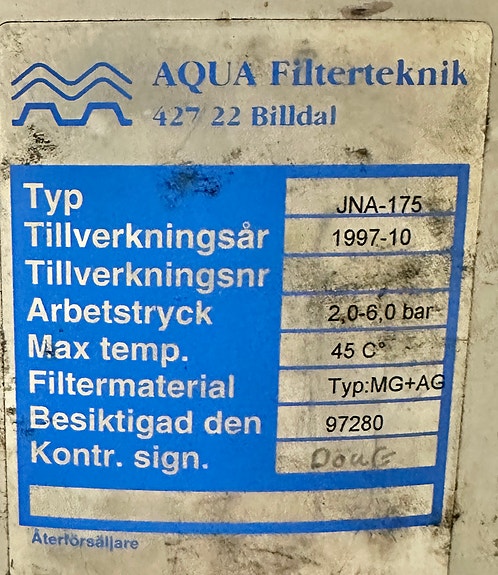 AQUA Filterteknik
427 22 Billdal
Typ JNA-175
Tillverkningsår 1997-10
Tillverkningsnr
Arbetstryck 2,0-6,0 bar
Max temp. 45 C°
Filtermaterial Typ:MG+AG
Besiktigad den 97280
Kontr. sign.
Återförsäljare